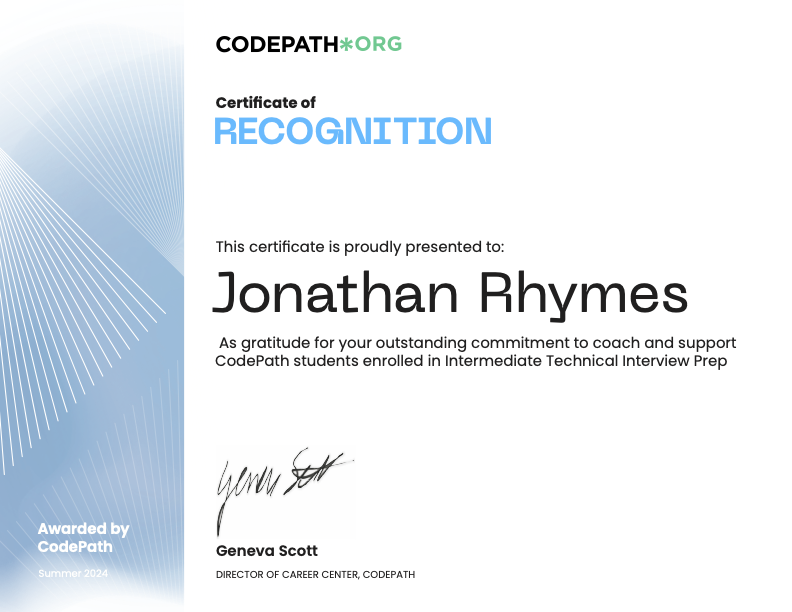 CODEPATH*ORG
Certificate of
RECOGNITION
This certificate is proudly presented to:
Jonathan Rhymes
As gratitude for your outstanding commitment to coach and support
CodePath students enrolled in Intermediate Technical Interview Prep
Geneva Scott
Geneva Scott
DIRECTOR OF CAREER CENTER, CODEPATH
Awarded by
CodePath
Summer 2024